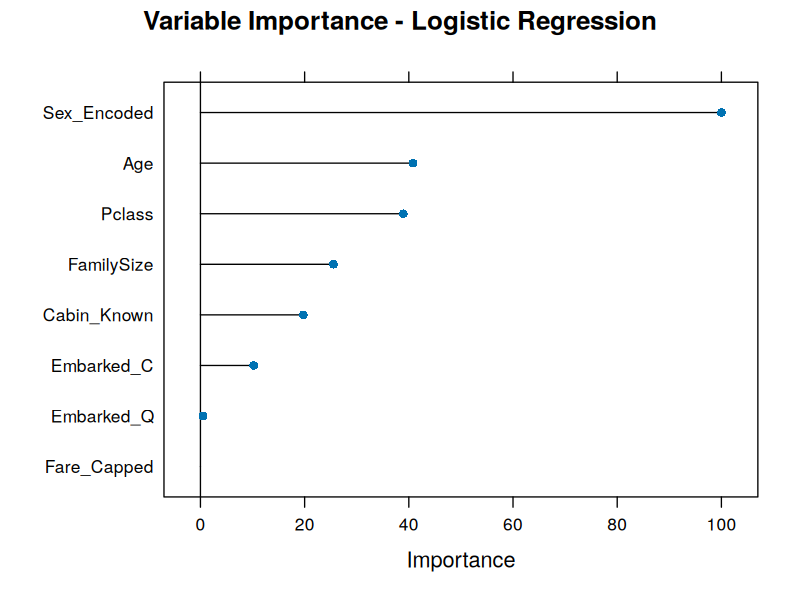 Variable Importance - Logistic Regression
Sex_Encoded
Age
Pclass
FamilySize
Cabin_Known
Embarked_C
Embarked_Q
Fare_Capped
0 20 40 60 80 100
Importance